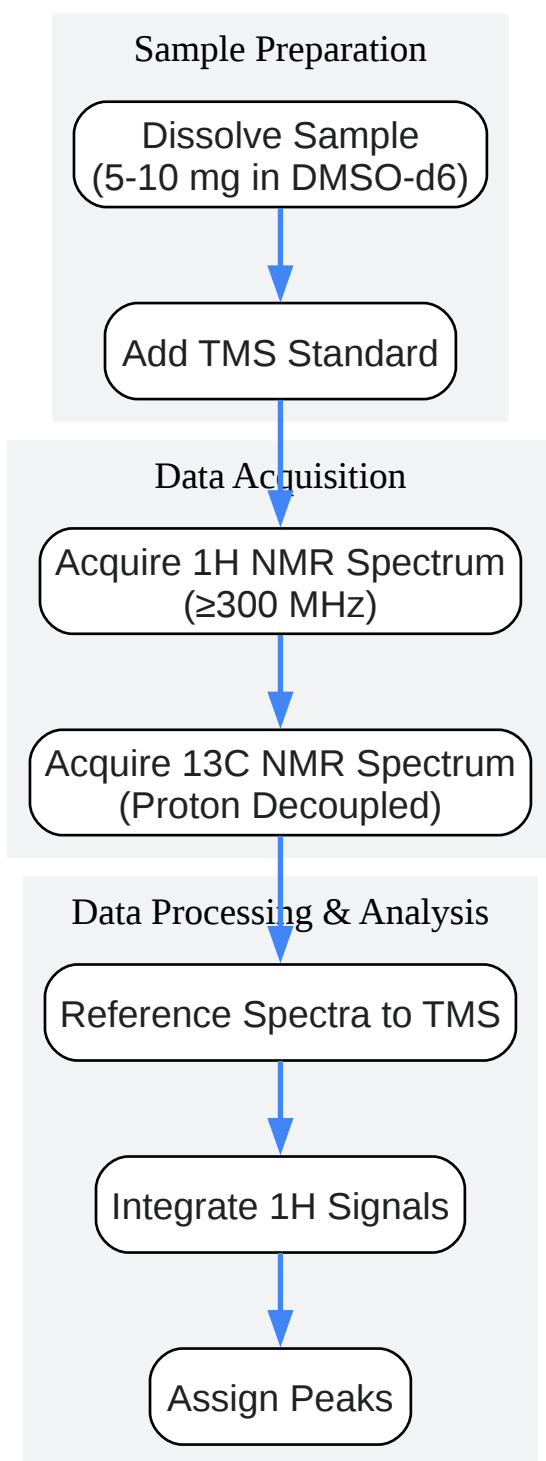 Sample Preparation
Dissolve Sample
(5-10 mg in DMSO-d6)
Add TMS Standard
Data Acquisition
Acquire 1H NMR Spectrum
(≥300 MHz)
Acquire 13C NMR Spectrum
(Proton Decoupled)
Data Processing & Analysis
Reference Spectra to TMS
Integrate 1H Signals
Assign Peaks